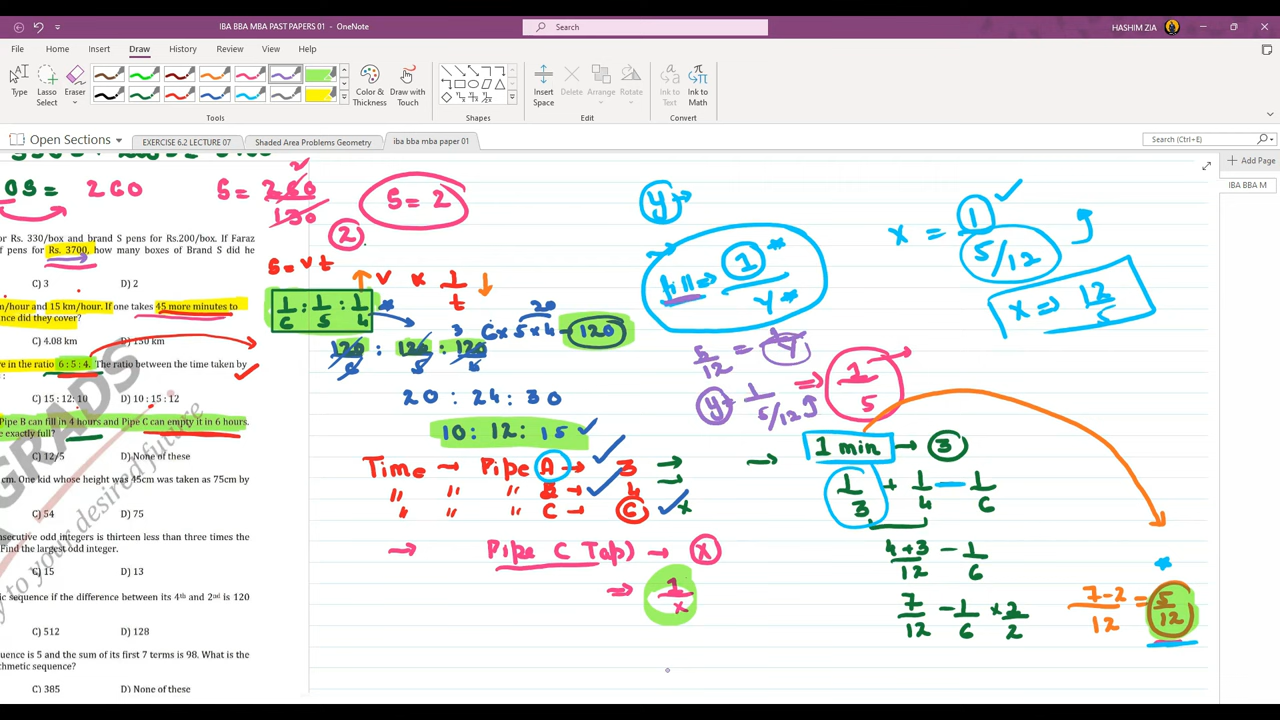 IBA BBA MBA PAST PAPERS 01 - OneNote
Search
HASHIM ZIA
File Home Insert Draw History Review View Help
Type
Lasso Select
Eraser
Color & Thickness
Draw with Touch
Insert Space
Delete
Arrange
Rotate
Ink to Text
Ink to Math
Tools
Shapes
Edit
Convert
Open Sections
EXERCISE 6.2 LECTURE 07
Shaded Area Problems Geometry
iba bba mba paper 01
Search (Ctrl+E)
Add Page
IBA BBA M
0S = 260
S = 260/130 2
S = 2
or Rs. 330/box and brand S pens for Rs.200/box. If Faraz
f pens for Rs. 3700, how many boxes of Brand S did he
C) 3 D) 2
m/hour and 15 km/hour. If one takes 45 more minutes to
nce did they cover?
C) 4.08 km D) 150 km
re in the ratio 6 : 5 : 4. The ratio between the time taken by
:
C) 15 : 12: 10 D) 10 : 15 : 12
Pipe B can fill in 4 hours and Pipe C can empty it in 6 hours.
e exactly full?
C) 12/5 D) None of these
cm. One kid whose height was 45cm was taken as 75cm by
C) 54 D) 75
nsecutive odd integers is thirteen less than three times the
Find the largest odd integer.
C) 15 D) 13
ic sequence if the difference between its 4th and 2nd is 120
C) 512 D) 128
quence is 5 and the sum of its first 7 terms is 98. What is the
thmetic sequence?
C) 385 D) None of these
GRADS
2
S = v t
v ∝ 1/t
1/6 : 1/5 : 1/4
6 x 5 x 4 = 120
20
120/6 : 120/5 : 120/4
20 : 24 : 30
10 : 12 : 15
Time → Pipe A → 3
" " " B → 4
" " " C → 6 x
→ Pipe C Tap) → x
⇒ 1/x
y
fill ⇒ 1/y
x = 1/(5/12)
x ⇒ 12/5
5/12 = 1/y
y = 1/(5/12)
⇒ 1/5
→ 1 min → 3
1/3 + 1/4 - 1/6
4+3/12 - 1/6
7/12 - 1/6 x 2/2
7-2/12 = 5/12